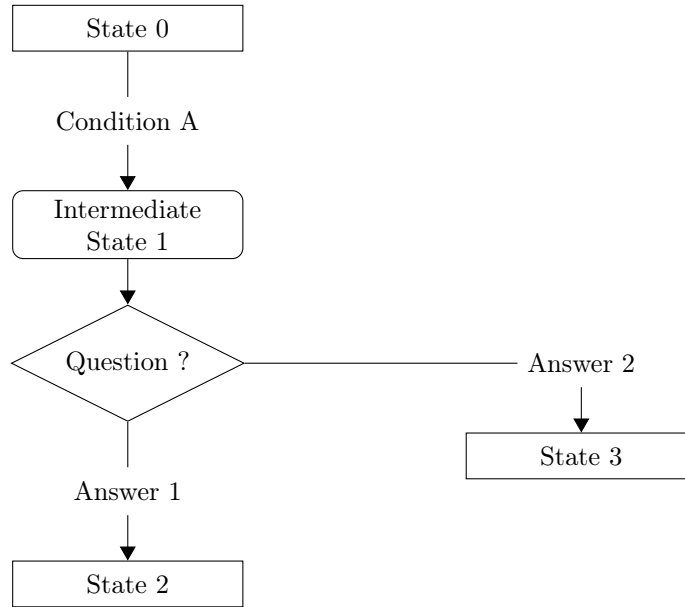 State 0
Condition A
Intermediate
State 1
Question ?
Answer 2
State 3
Answer 1
State 2